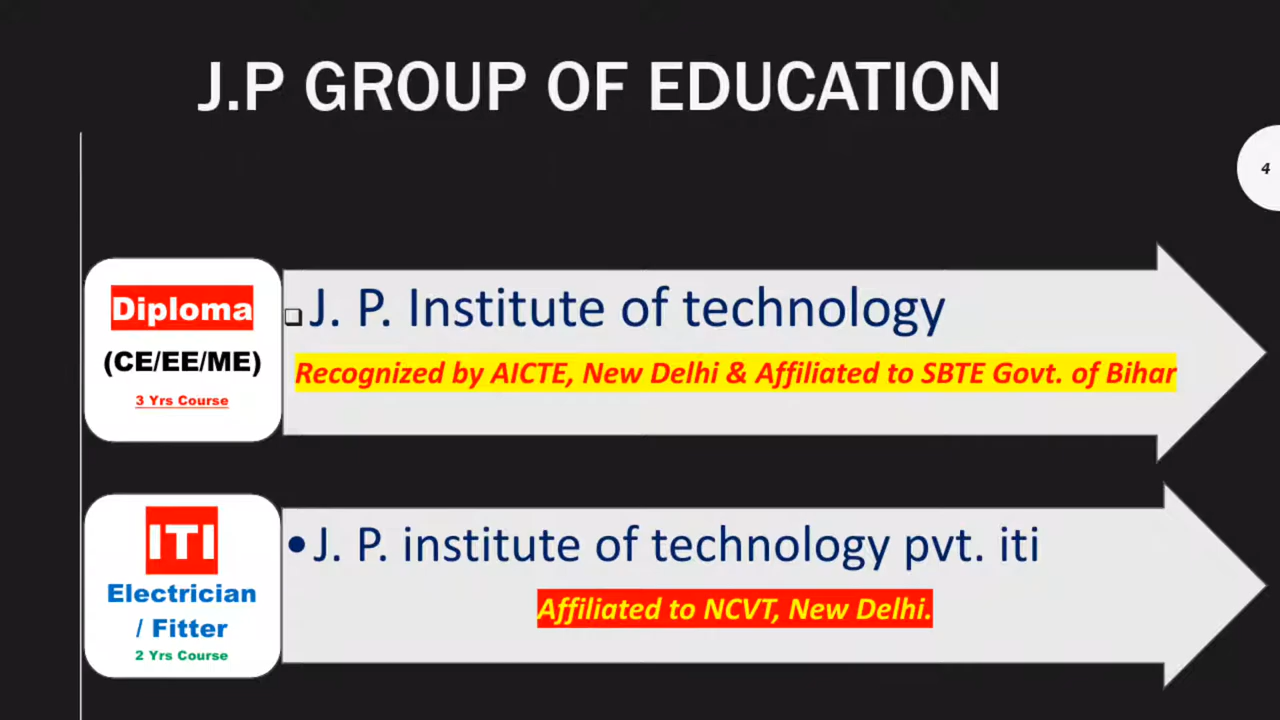 J.P GROUP OF EDUCATION
4
Diploma
(CE/EE/ME)
3 Yrs Course
J. P. Institute of technology
Recognized by AICTE, New Delhi & Affiliated to SBTE Govt. of Bihar
ITI
Electrician
/ Fitter
2 Yrs Course
•J. P. institute of technology pvt. iti
Affiliated to NCVT, New Delhi.